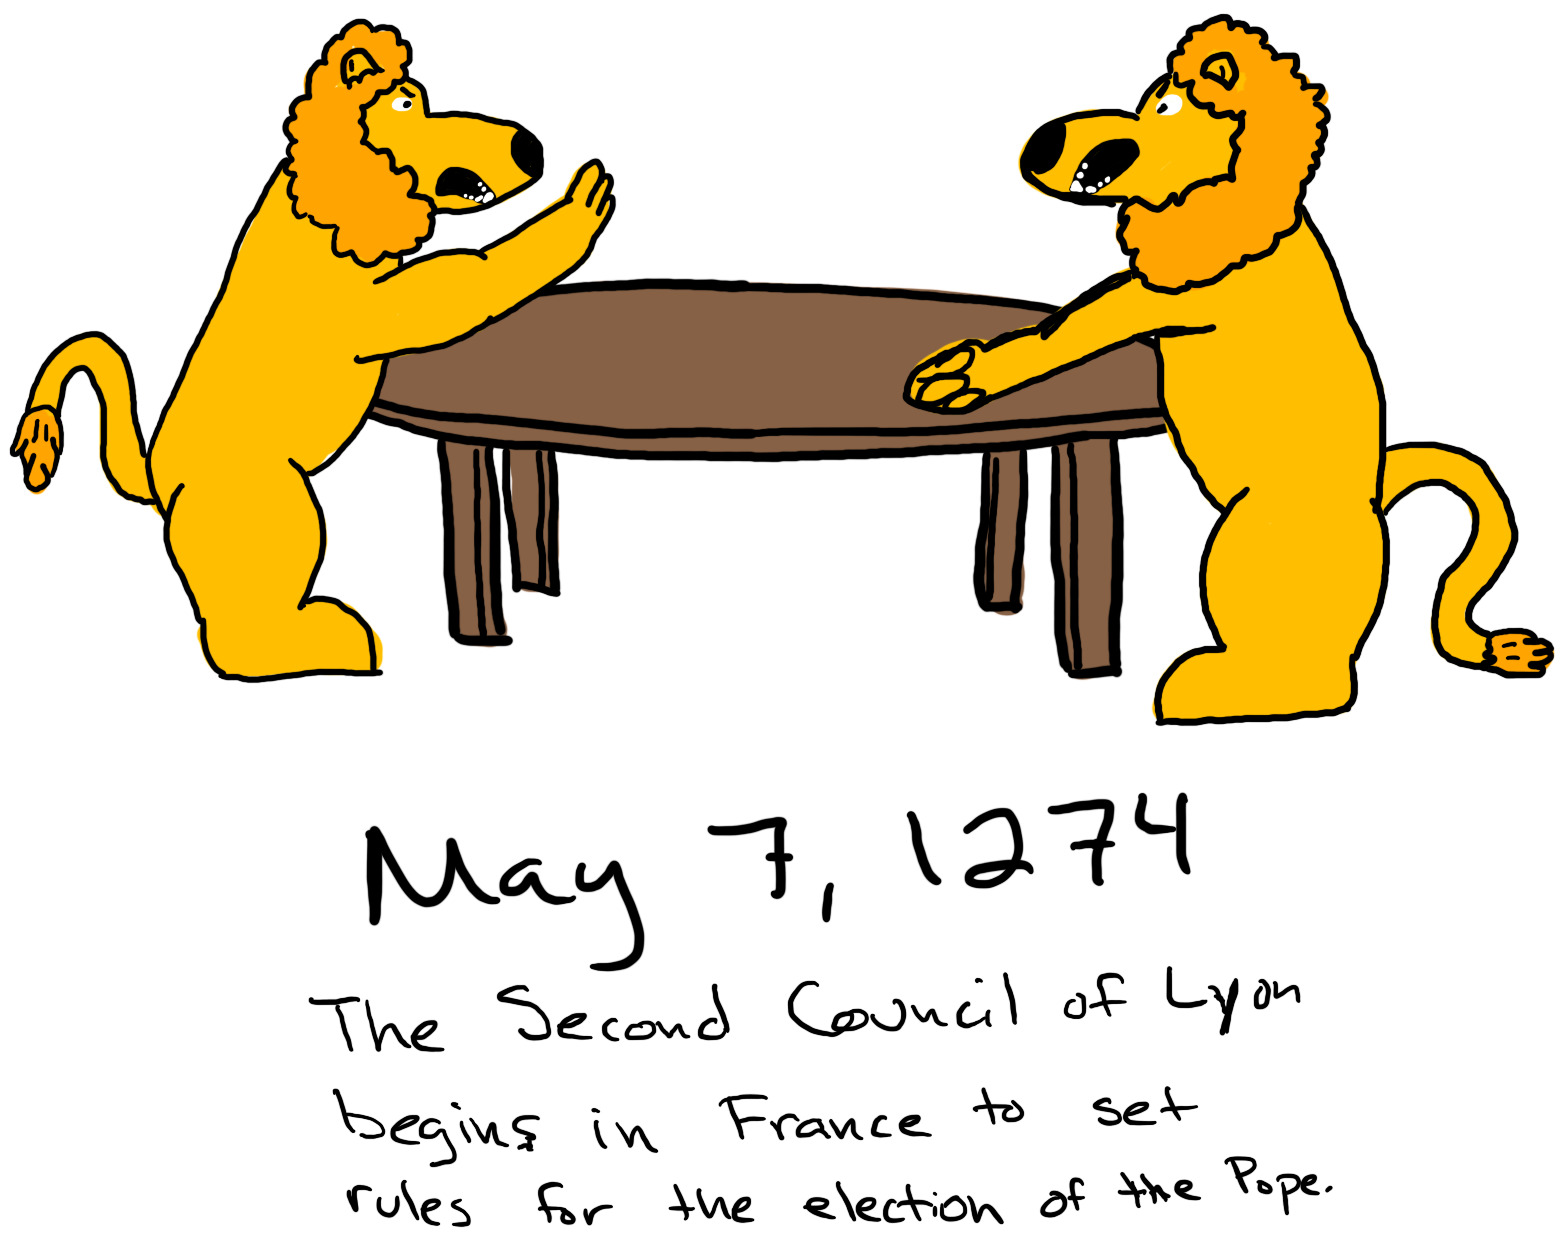 May 7, 1274
The Second Council of Lyon
begins in France to set
rules for the election of the Pope.